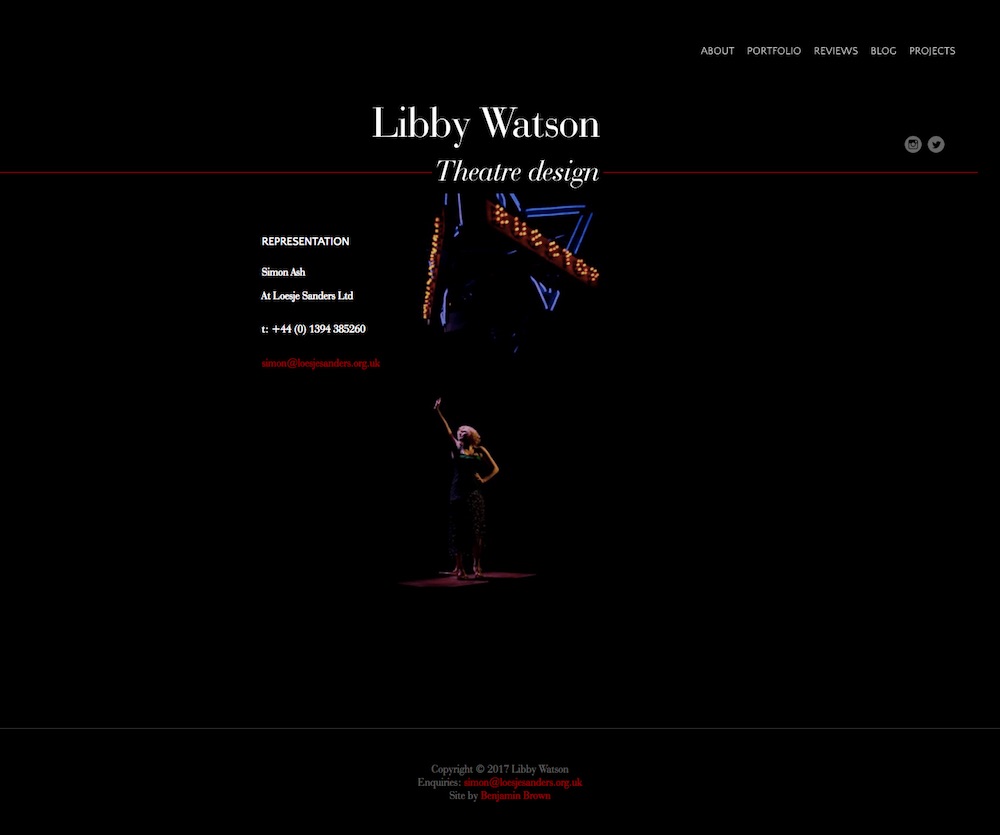 ABOUT PORTFOLIO REVIEWS BLOG PROJECTS
Libby Watson
Theatre design
REPRESENTATION
Simon Ash
At Loesje Sanders Ltd
t: +44 (0) 1394 385260
simon@loesjesanders.org.uk
Copyright © 2017 Libby Watson
Enquiries: simon@loesjesanders.org.uk
Site by Benjamin Brown